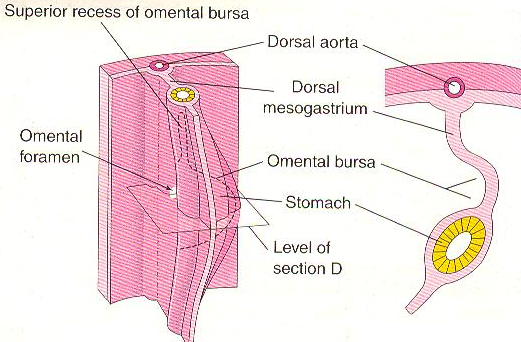 Superior recess of omental bursa
Dorsal aorta
Dorsal
mesogastrium
Omental
foramen
Omental bursa
Stomach
Level of
section D